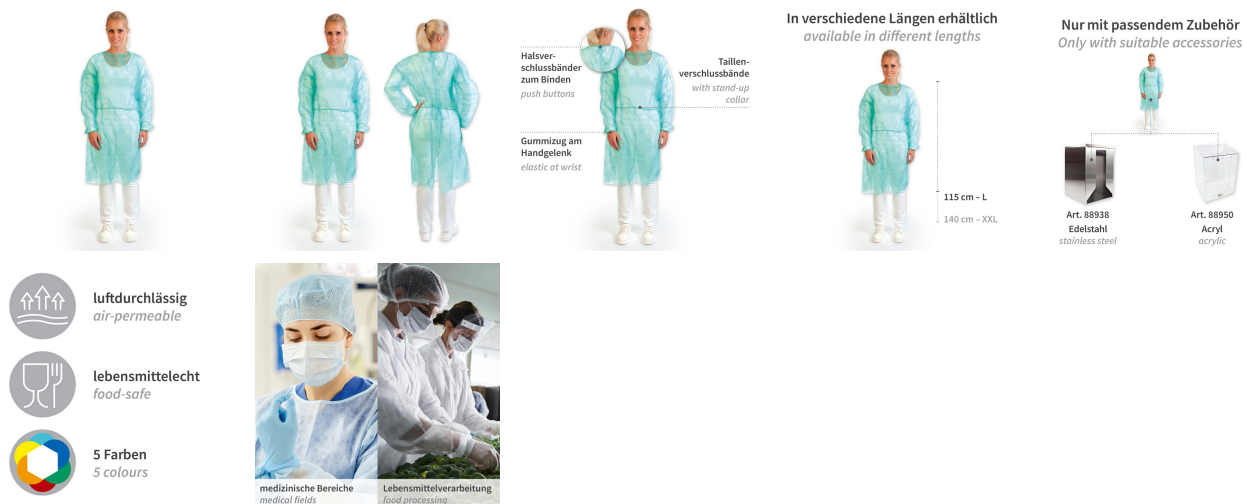 Halsver-
schlussbänder
zum Binden
push buttons
Taillen-
verschlussbände
with stand-up
collar
Gummizug am
Handgelenk
elastic at wrist
In verschiedene Längen erhältlich
available in different lengths
115 cm – L
140 cm – XXL
Nur mit passendem Zubehör
Only with suitable accessories
Art. 88938
Edelstahl
stainless steel
Art. 88950
Acryl
acrylic
luftdurchlässig
air-permeable
lebensmittelecht
food-safe
5 Farben
5 colours
medizinische Bereiche
medical fields
Lebensmittelverarbeitung
food processing